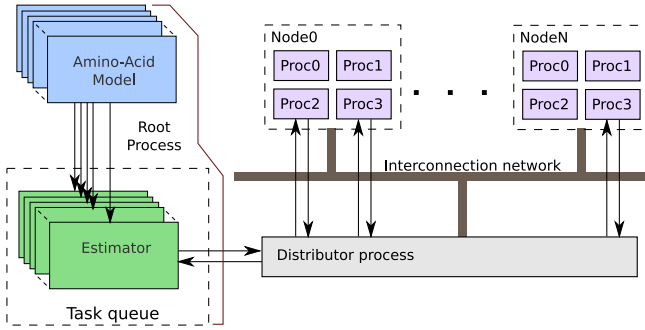 Amino-Acid
Model
Root
Process
Estimator
Task queue
Node0
Proc0
Proc1
Proc2
Proc3
. . .
NodeN
Proc0
Proc1
Proc2
Proc3
Interconnection network
Distributor process